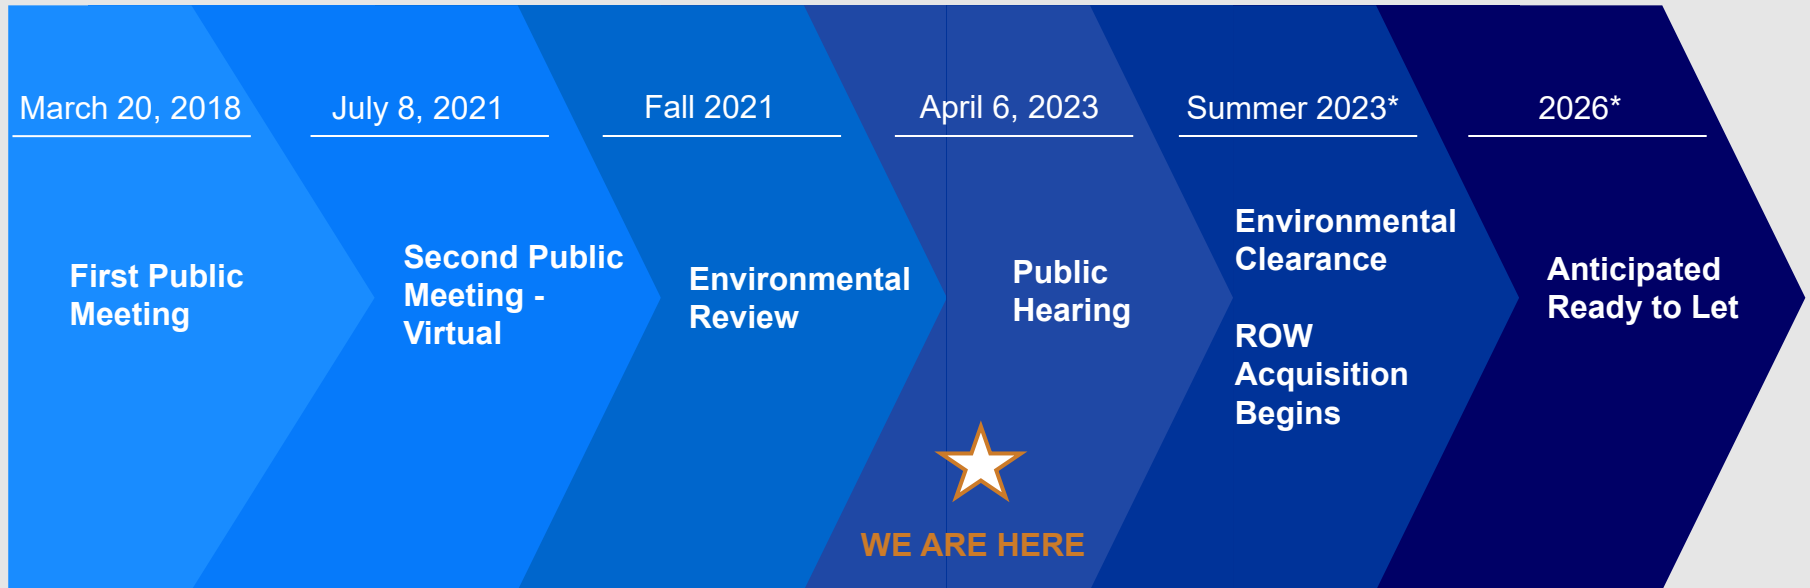 March 20, 2018
First Public
Meeting
July 8, 2021
Second Public
Meeting -
Virtual
Fall 2021
Environmental
Review
April 6, 2023
Public
Hearing
WE ARE HERE
Summer 2023*
Environmental
Clearance
ROW
Acquisition
Begins
2026*
Anticipated
Ready to Let